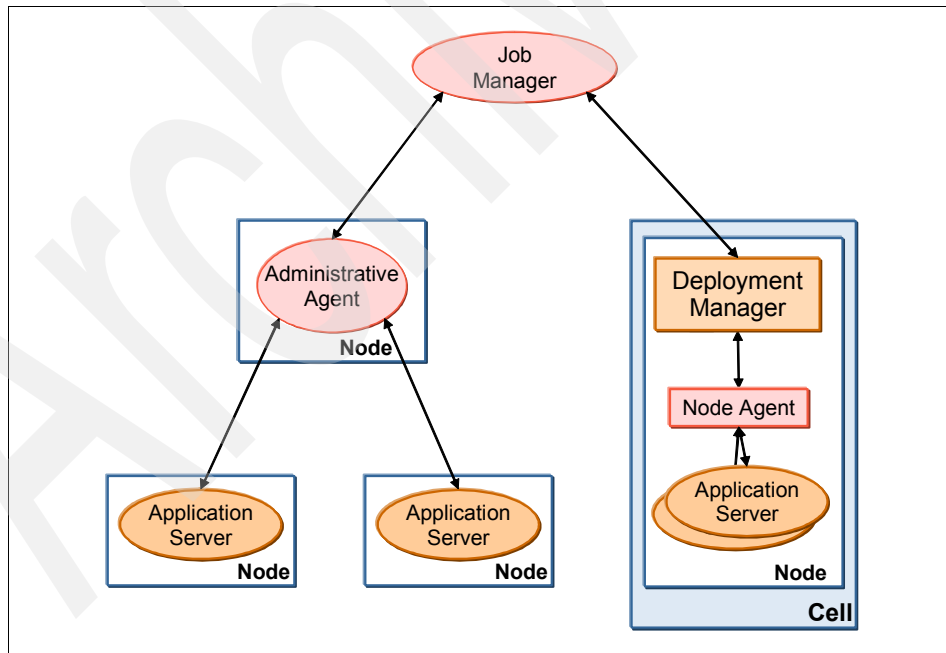 Job
Manager
Administrative
Agent
Node
Deployment
Manager
Node Agent
Application
Server
Node
Application
Server
Node
Application
Server
Node
Cell